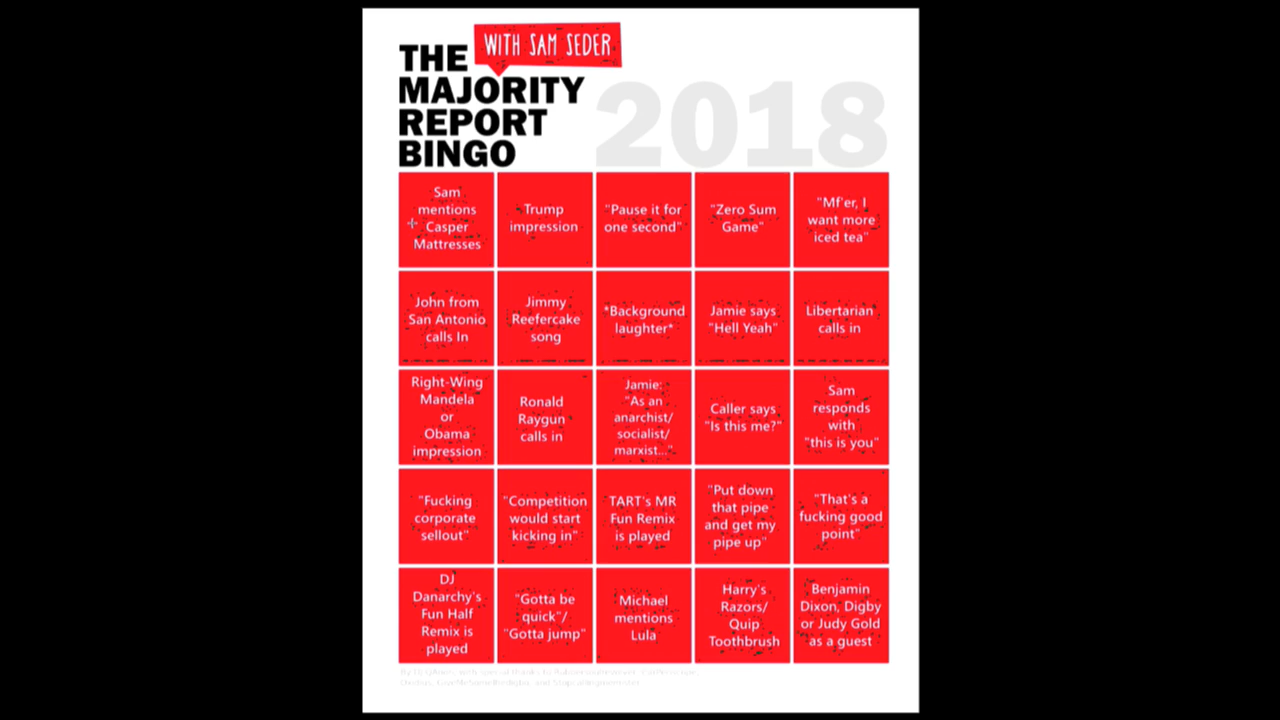 WITH SAM SEDER
THE
MAJORITY
REPORT
BINGO
2018
Sam
mentions
Casper
Mattresses
Trump
impression
"Pause it for
one second"
"Zero Sum
Game"
"Mf'er, I
want more
iced tea"
John from
San Antonio
calls In
Jimmy
Reefercake
song
*Background
laughter*
Jamie says
"Hell Yeah"
Libertarian
calls in
Right-Wing
Mandela
or
Obama
impression
Ronald
Raygun
calls in
Jamie:
"As an
anarchist/
socialist/
marxist..."
Caller says
"Is this me?"
Sam
responds
with
"this is you"
"Fucking
corporate
sellout"
"Competition
would start
kicking in"
TART's MR
Fun Remix
is played
"Put down
that pipe
and get my
pipe up"
"That's a
fucking good
point"
DJ
Danarchy's
Fun Half
Remix is
played
"Gotta be
quick"/
"Gotta jump"
Michael
mentions
Lula
Harry's
Razors/
Quip
Toothbrush
Benjamin
Dixon, Digby
or Judy Gold
as a guest